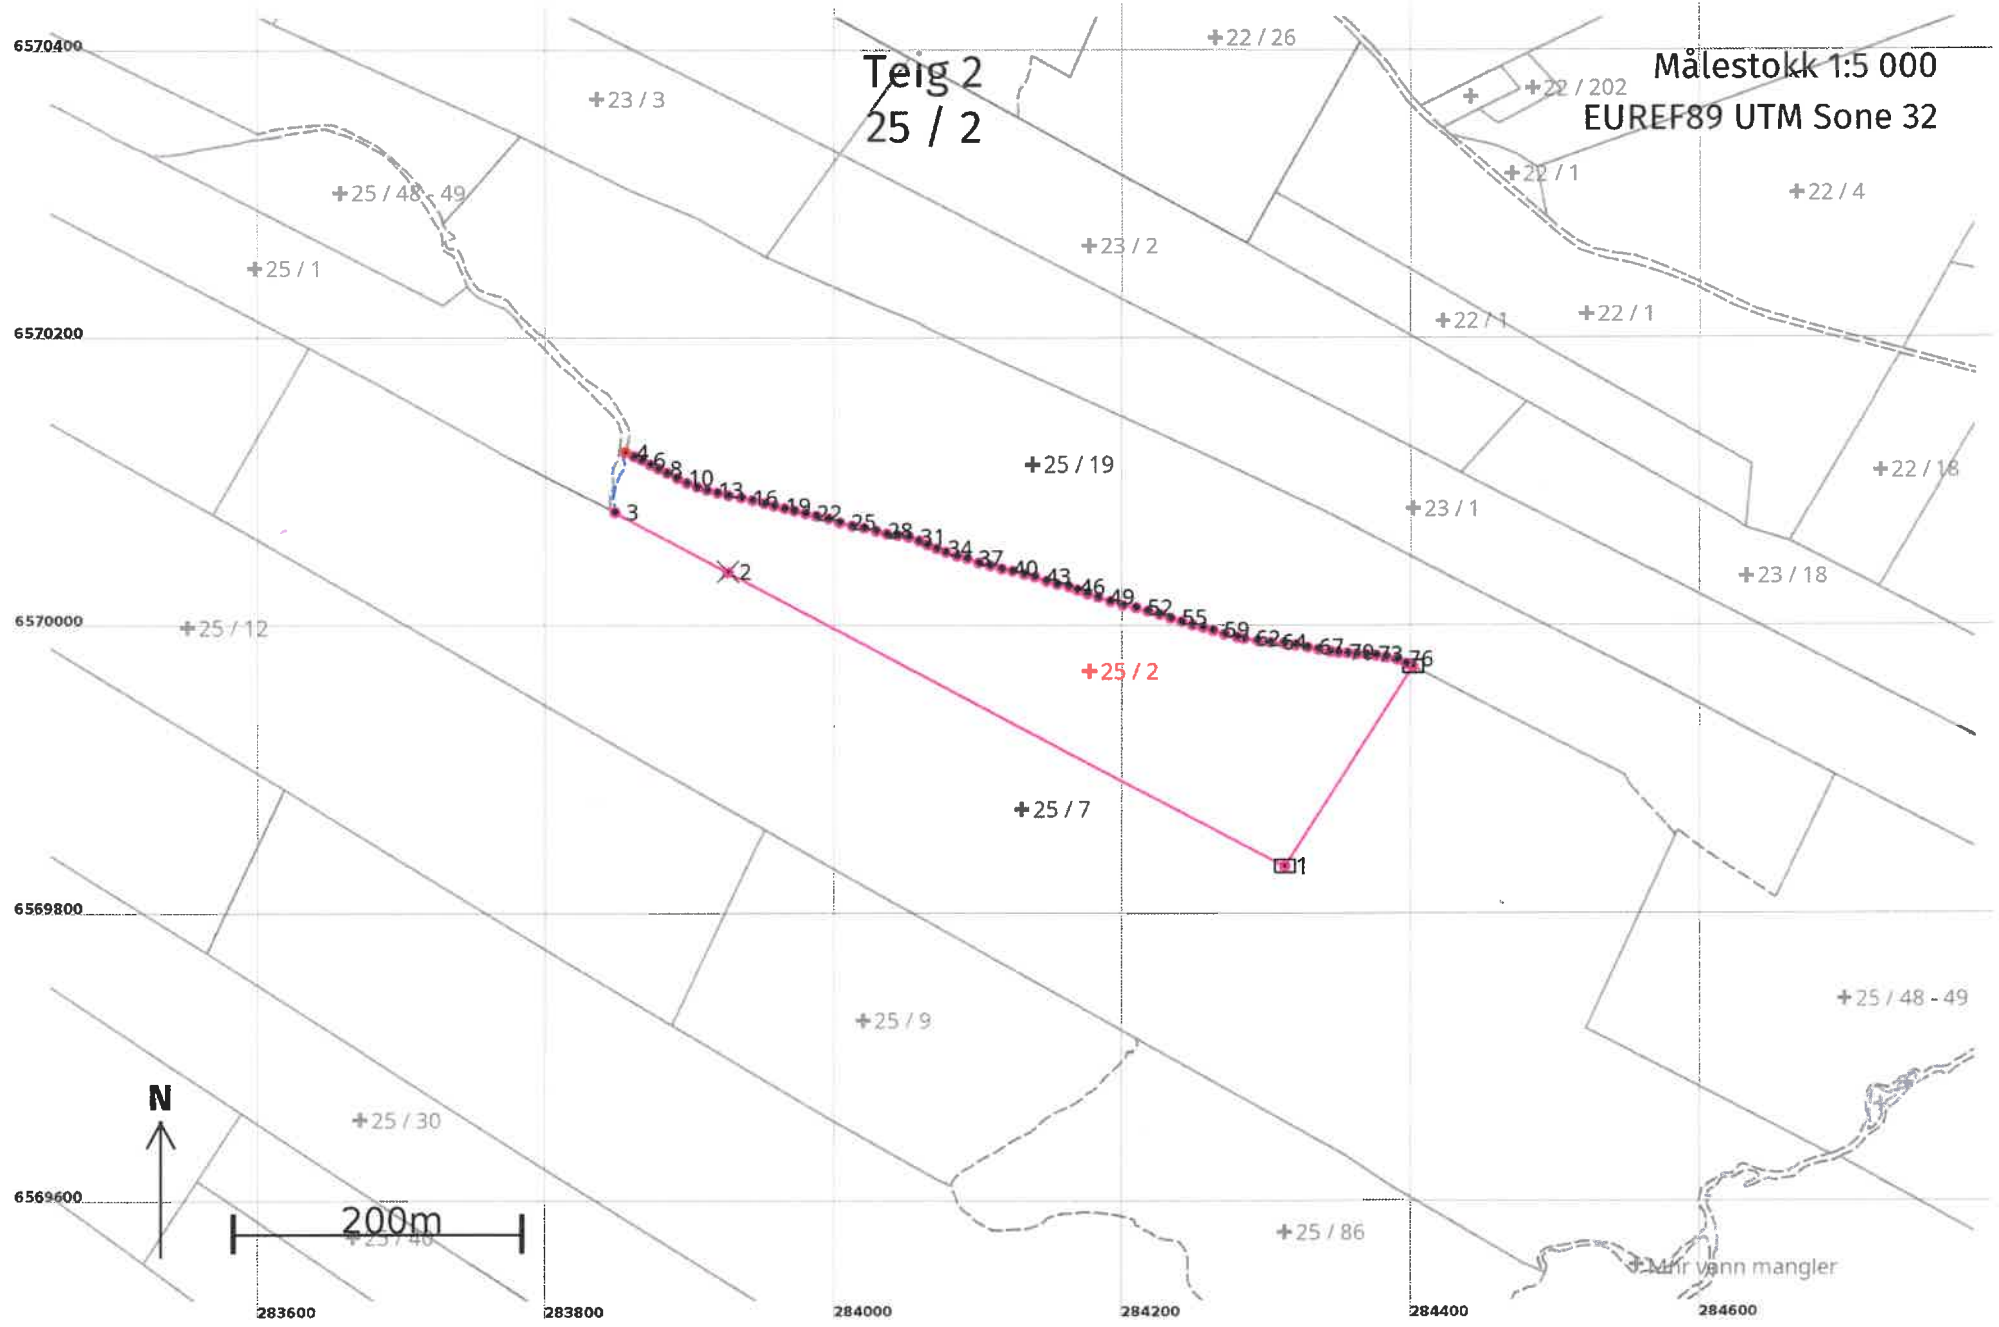 6570400
22 / 26
Teig 2
25 / 2
Målestokk 1:5 000
EUREF89 UTM Sone 32
23 / 3
22 / 202
22 / 1
22 / 4
25 / 48 - 49
25 / 1
23 / 2
22 / 1
22 / 1
6570200
25 / 19
22 / 18
23 / 1
4 6 8 10 13 16 19 22 25 28 31 34 37 40 43 46 49 52 55 59 62 64 67 70 73 76
3
2
23 / 18
6570000
25 / 12
25 / 2
25 / 7
1
6569800
25 / 48 - 49
25 / 9
N
25 / 30
6569600
200m
25 / 40
25 / 86
Mnr vann mangler
283600
283800
284000
284200
284400
284600